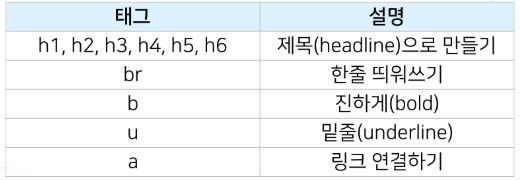 태그 설명
h1, h2, h3, h4, h5, h6 제목(headline)으로 만들기
br 한줄 띄워쓰기
b 진하게(bold)
u 밑줄(underline)
a 링크 연결하기